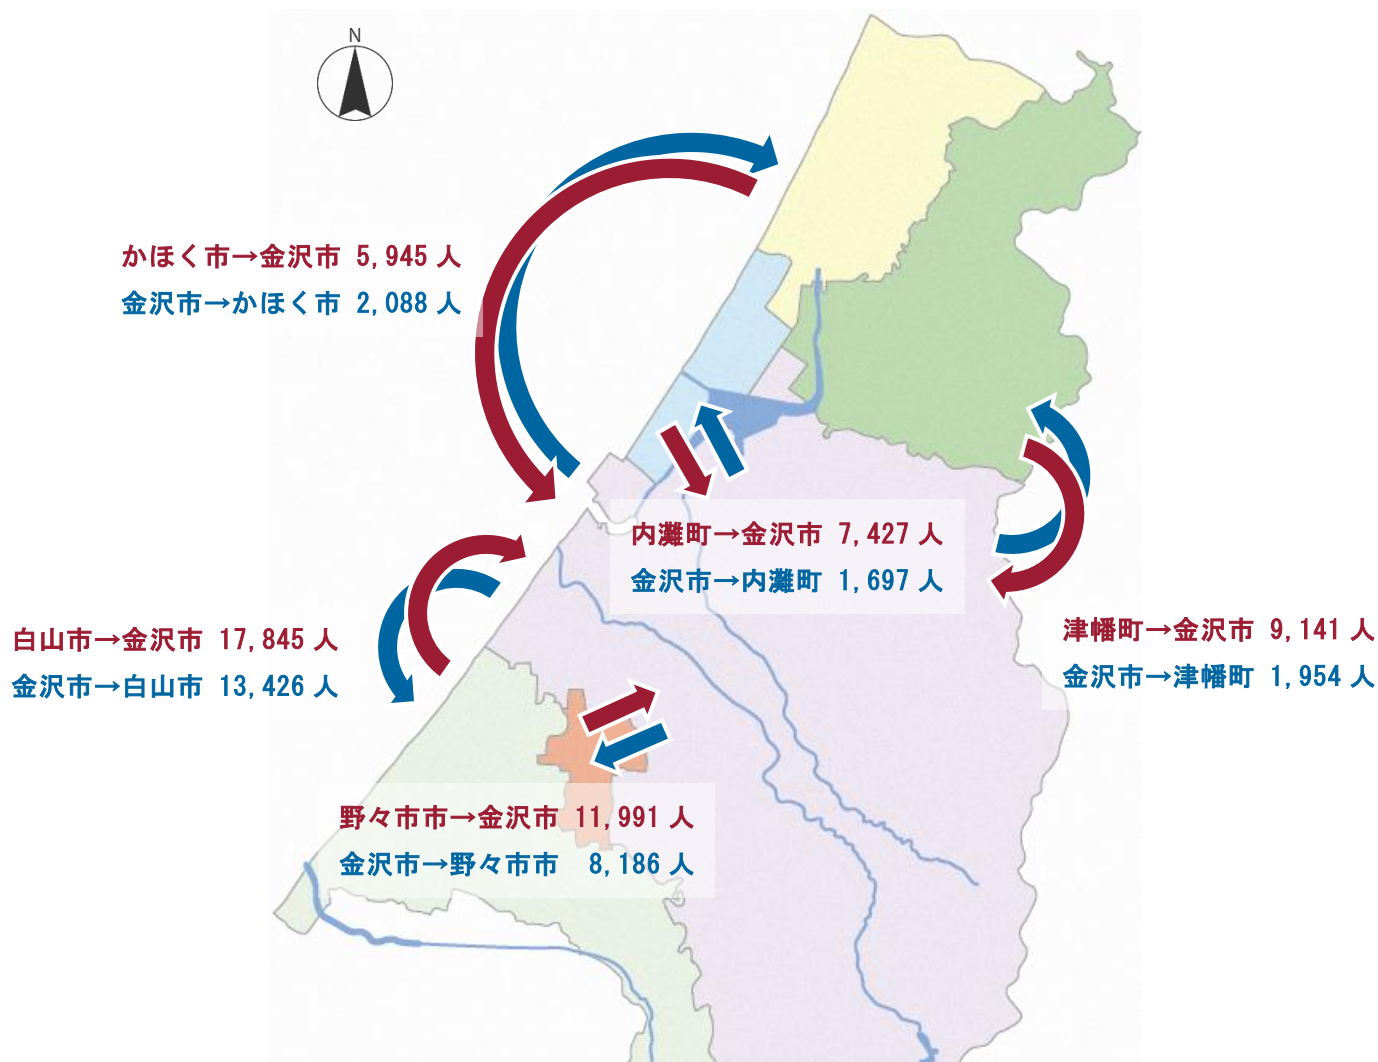 N
かほく市→金沢市 5,945 人
金沢市→かほく市 2,088 人
内灘町→金沢市 7,427 人
金沢市→内灘町 1,697 人
白山市→金沢市 17,845 人
金沢市→白山市 13,426 人
津幡町→金沢市 9,141 人
金沢市→津幡町 1,954 人
野々市市→金沢市 11,991 人
金沢市→野々市市 8,186 人